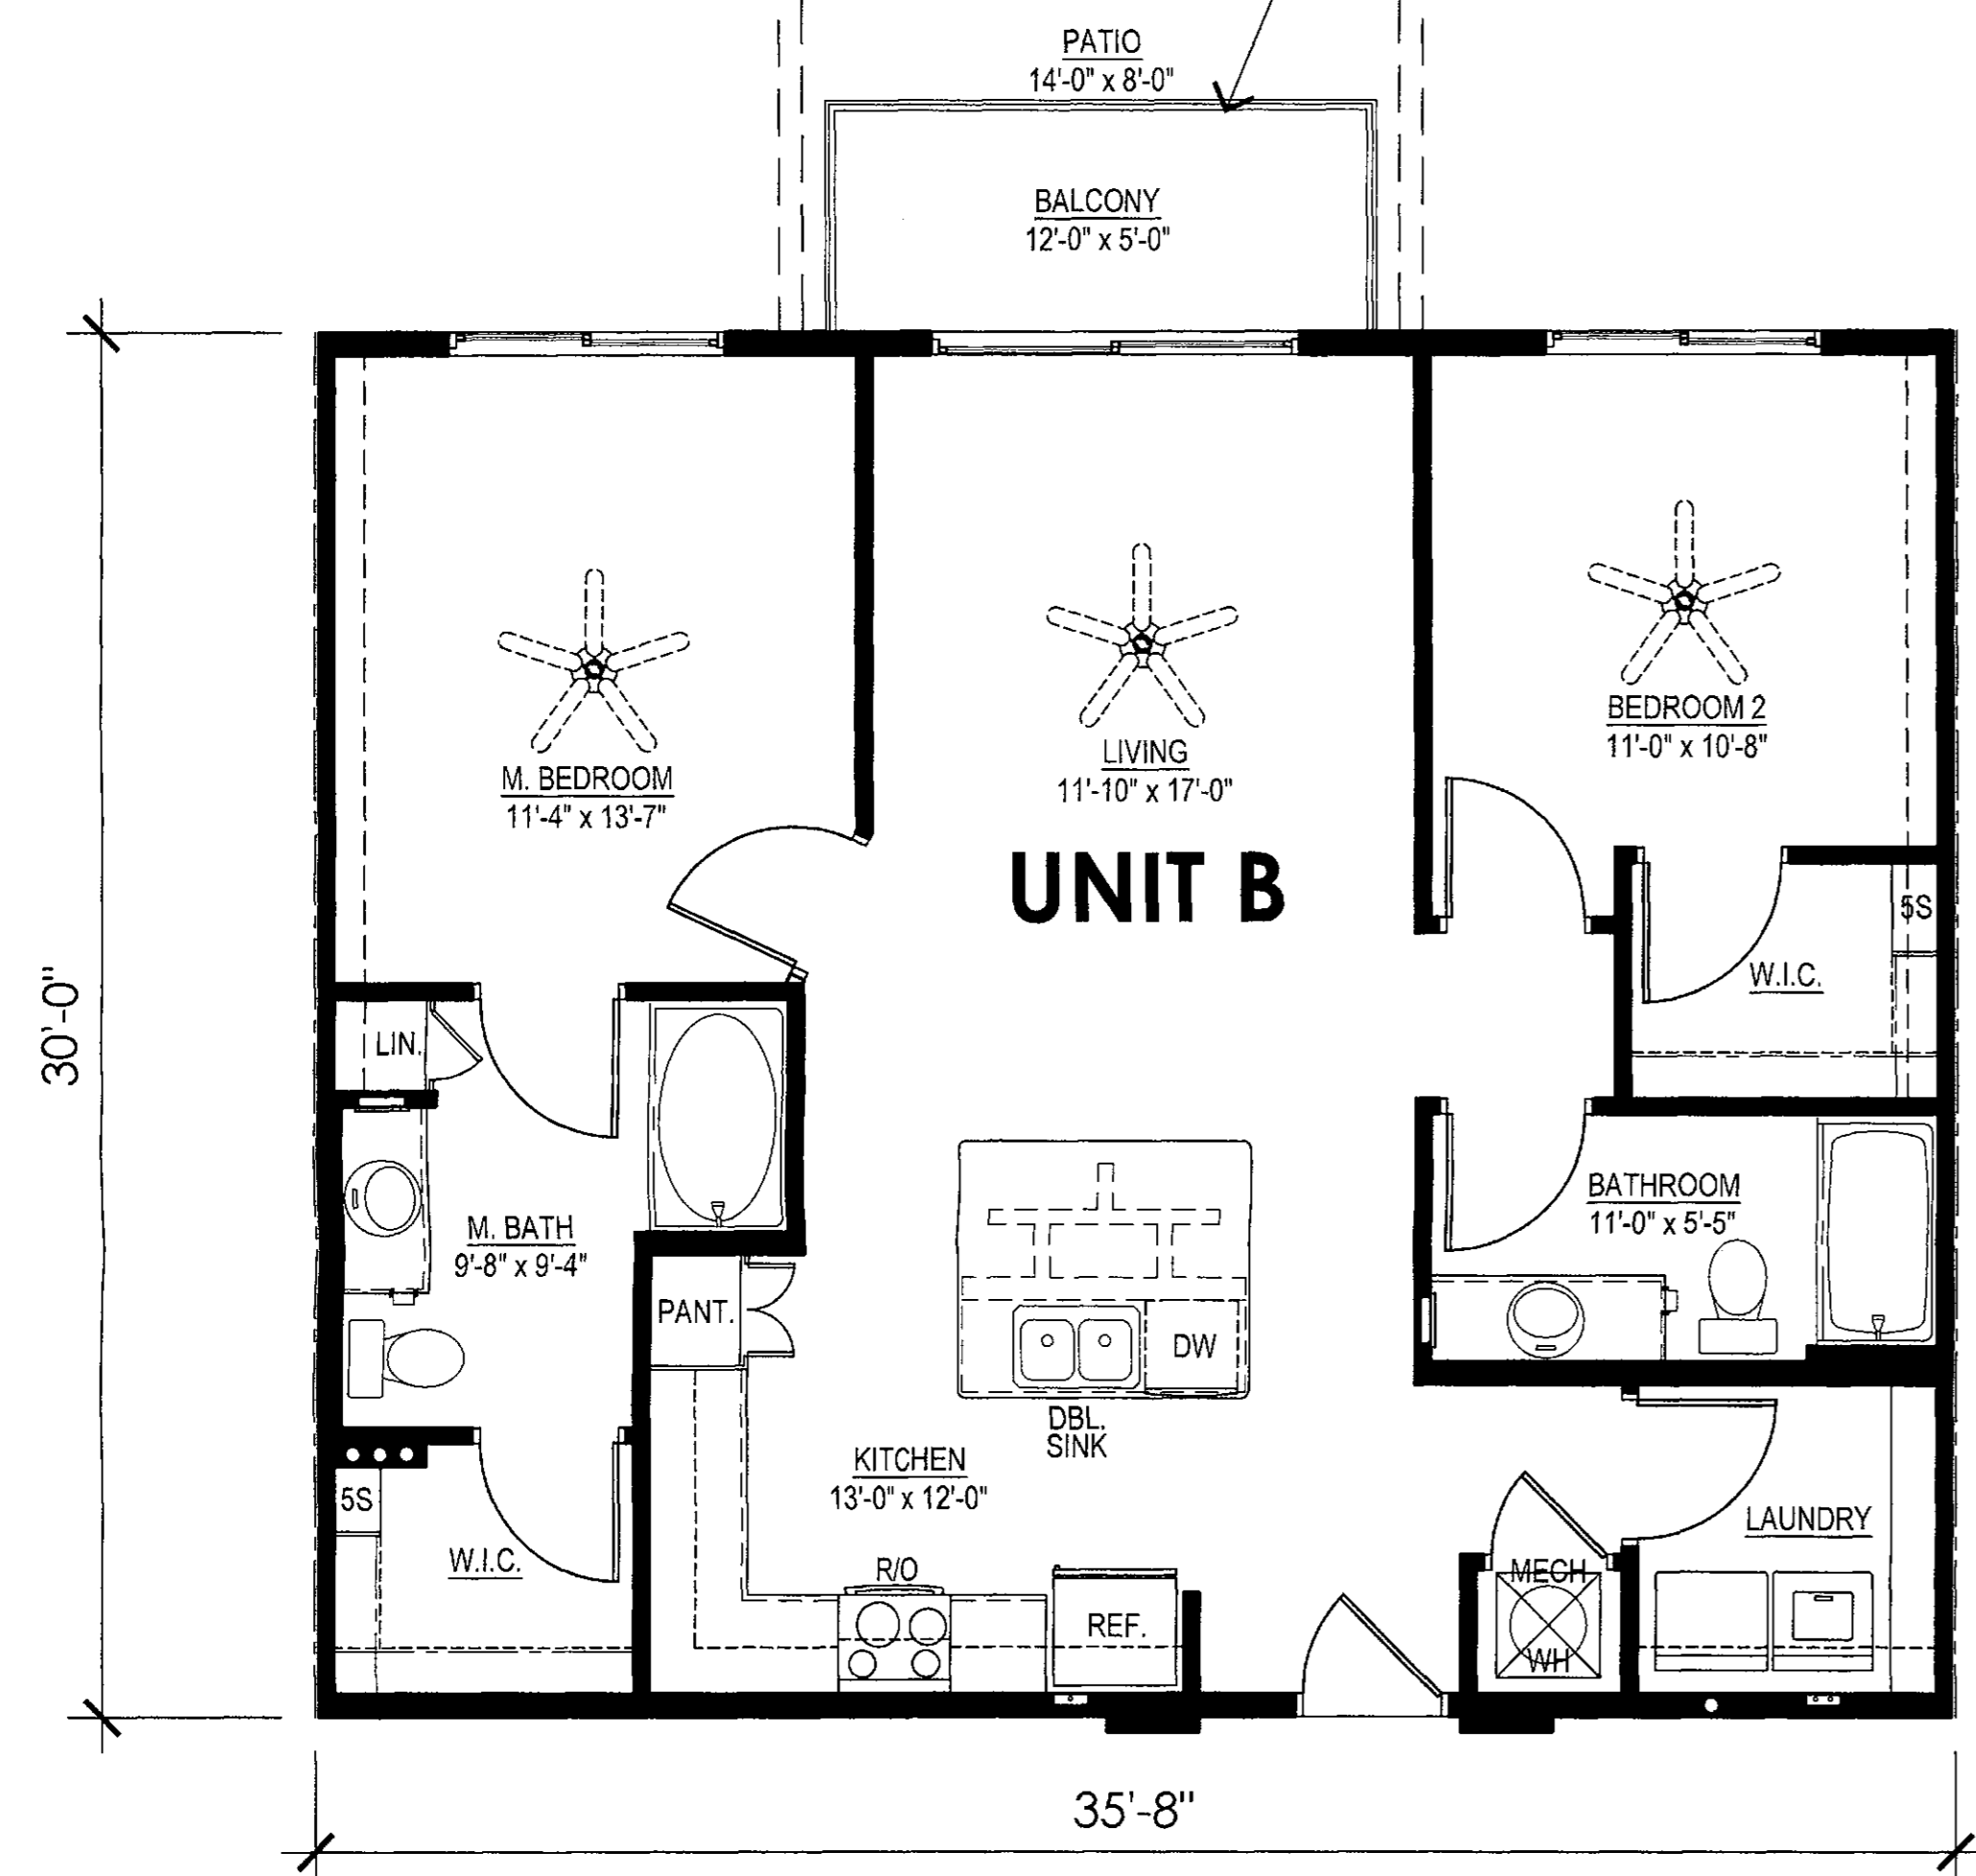 PATIO
14'-0" x 8'-0"
BALCONY
12'-0" x 5'-0"
M. BEDROOM
11'-4" x 13'-7"
LIVING
11'-10" x 17'-0"
BEDROOM 2
11'-0" x 10'-8"
UNIT B
5S
W.I.C.
30'-0"
LIN.
M. BATH
9'-8" x 9'-4"
BATHROOM
11'-0" x 5'-5"
PANT.
DW
DBL.
SINK
KITCHEN
13'-0" x 12'-0"
5S
W.I.C.
R/O
REF.
MECH
WH
LAUNDRY
35'-8"